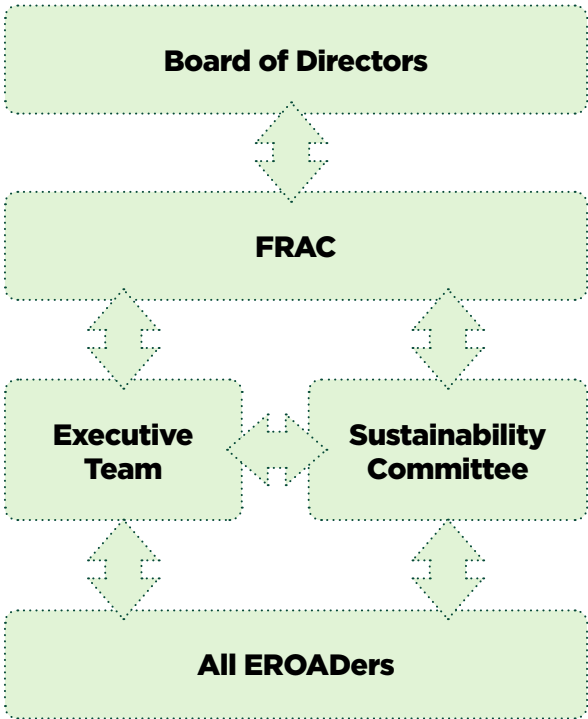 Board of Directors
FRAC
Executive
Team
Sustainability
Committee
All EROADers